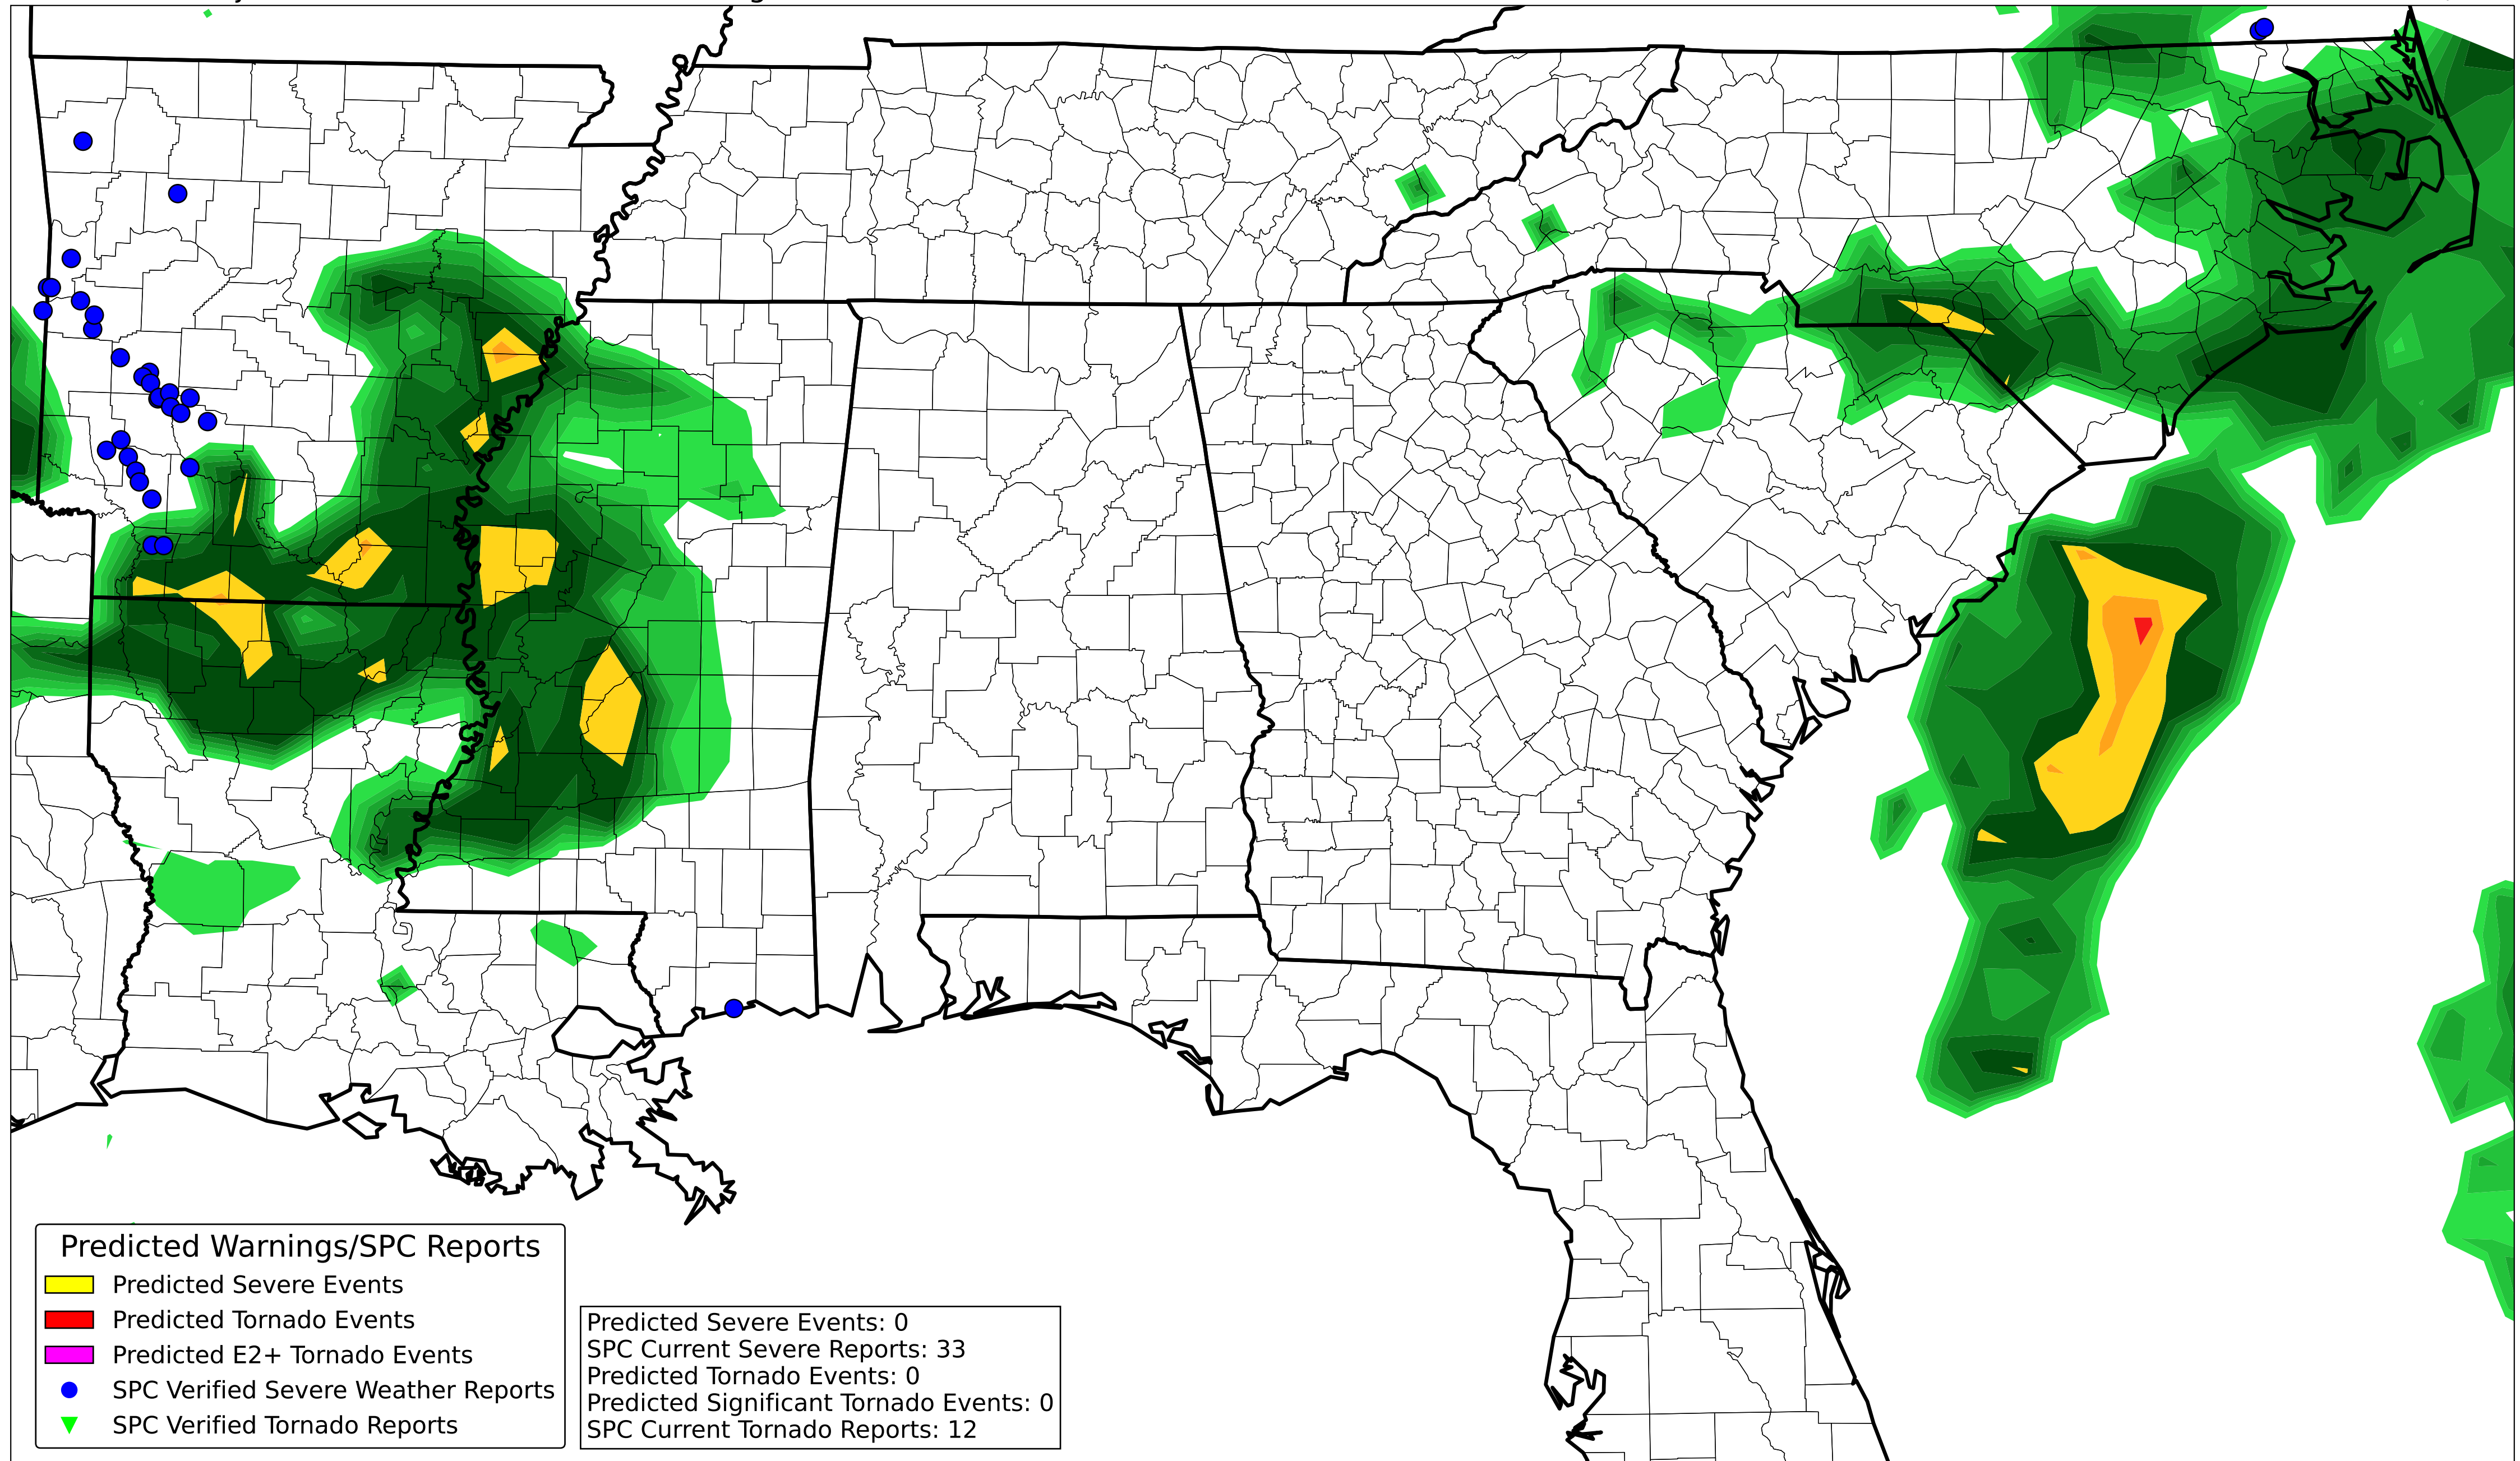 Predicted Warnings/SPC Reports
Predicted Severe Events
Predicted Tornado Events
Predicted E2+ Tornado Events
SPC Verified Severe Weather Reports
SPC Verified Tornado Reports
Predicted Severe Events: 0
SPC Current Severe Reports: 33
Predicted Tornado Events: 0
Predicted Significant Tornado Events: 0
SPC Current Tornado Reports: 12